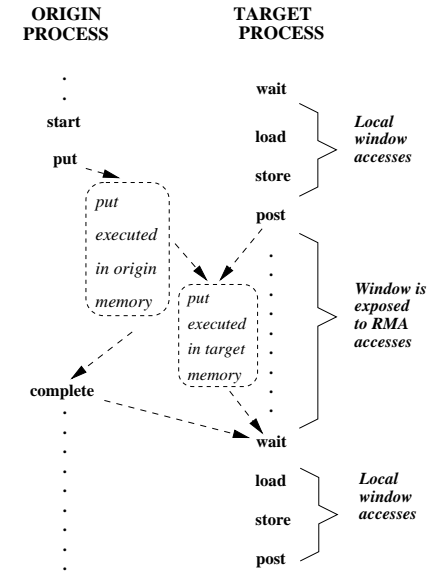 ORIGIN
PROCESS
TARGET
PROCESS
wait
start
load
Local
window
accesses
put
store
put
executed
in origin
memory
post
put
executed
in target
memory
Window is
exposed
to RMA
accesses
complete
wait
load
store
post
Local
window
accesses